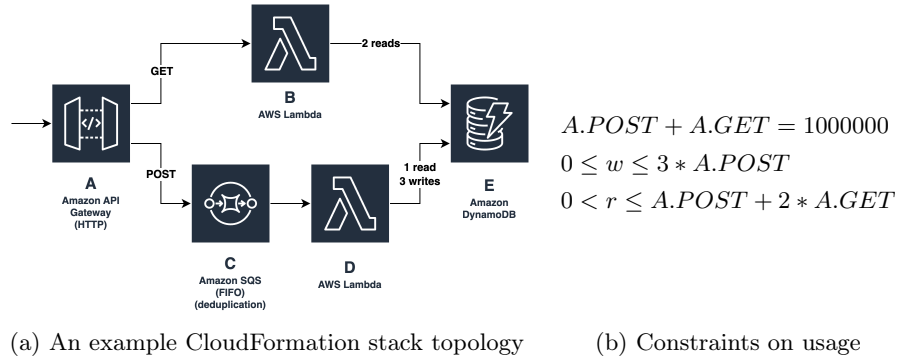 GET
B
AWS Lambda
2 reads
A
Amazon API
Gateway
(HTTP)
POST
C
Amazon SQS
(FIFO)
(deduplication)
D
AWS Lambda
1 read
3 writes
E
Amazon
DynamoDB
</>
A.POST + A.GET = 1000000
0 ≤ w ≤ 3 ∗ A.POST
0 < r ≤ A.POST + 2 ∗ A.GET
(a) An example CloudFormation stack topology
(b) Constraints on usage